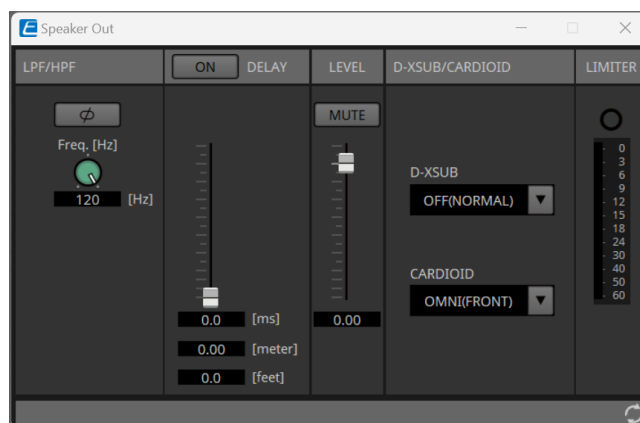 E Speaker Out
LPF/HPF
ON DELAY
LEVEL
D-XSUB/CARDIOID
LIMITER
Ø
Freq. [Hz]
120 [Hz]
0.0 [ms]
0.00 [meter]
0.0 [feet]
MUTE
0.00
D-XSUB
OFF(NORMAL)
CARDIOID
OMNI(FRONT)
0
3
6
9
12
15
18
24
30
40
50
60